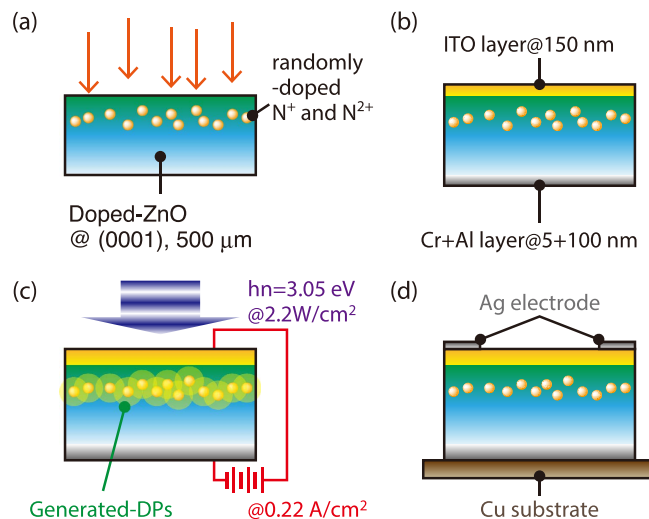 (a)
randomly
-doped
N⁺ and N²⁺
Doped-ZnO
@ (0001), 500 μm
(b)
ITO layer@150 nm
Cr+Al layer@5+100 nm
(c)
hn=3.05 eV
@2.2W/cm²
Generated-DPs
@0.22 A/cm²
(d)
Ag electrode
Cu substrate